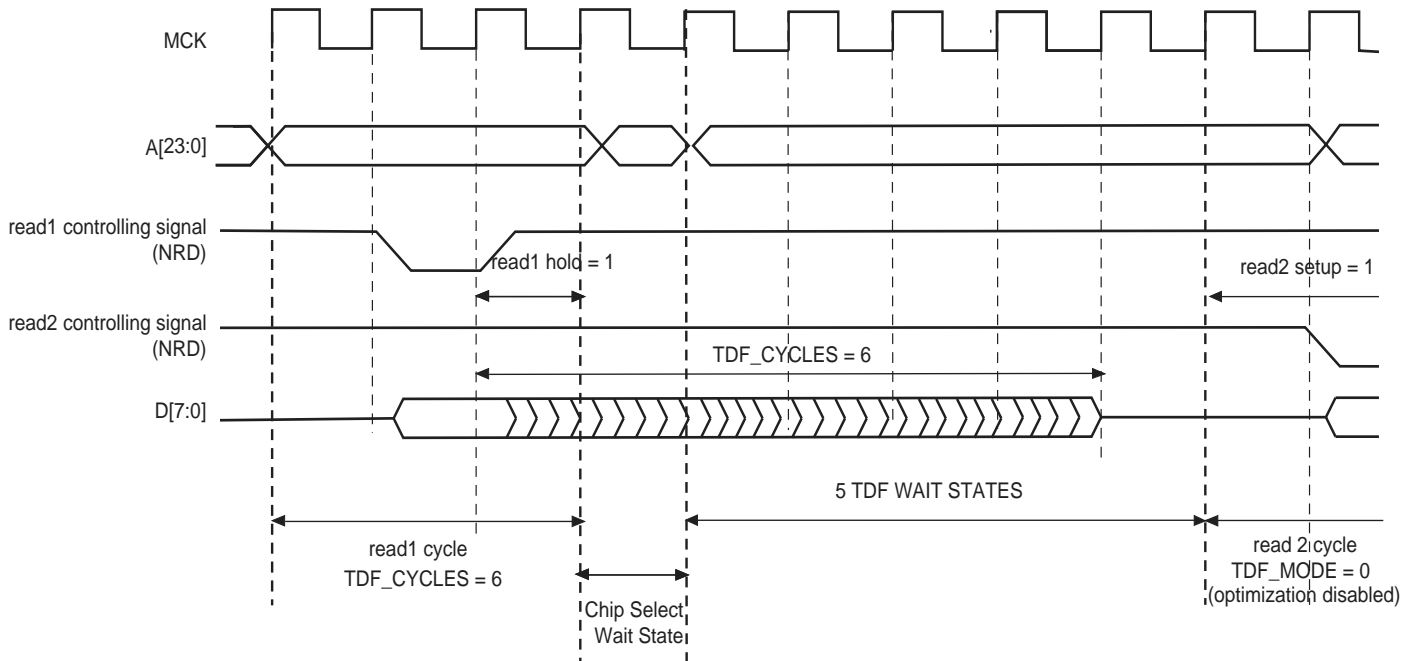 MCK
A[23:0]
read1 controlling signal
(NRD)
read1 hold = 1
read2 setup = 1
read2 controlling signal
(NRD)
TDF_CYCLES = 6
D[7:0]
5 TDF WAIT STATES
read1 cycle
TDF_CYCLES = 6
read 2 cycle
TDF_MODE = 0
(optimization disabled)
Chip Select
Wait State